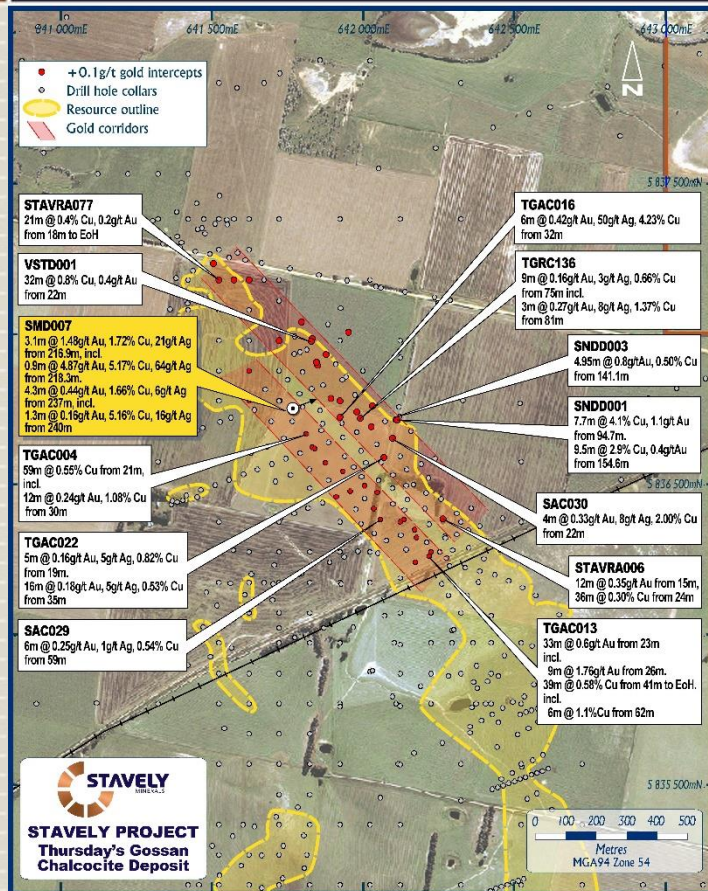 641 000mE
641 500mE
642 000mE
642 500mE
643 000mE
+0.1g/t gold intercepts
Drill hole collars
Resource outline
Gold corridors
N
5 837 500mN
STAVRA077
21m @ 0.4% Cu, 0.2g/t Au
from 18m to EoH
VSTD001
32m @ 0.8% Cu, 0.4g/t Au
from 22m
SMD007
3.1m @ 1.48g/t Au, 1.72% Cu, 21g/t Ag
from 216.9m, incl.
0.9m @ 4.87g/t Au, 5.17% Cu, 64g/t Ag
from 218.3m.
4.3m @ 0.44g/t Au, 1.66% Cu, 6g/t Ag
from 237m, incl.
1.3m @ 0.16g/t Au, 5.16% Cu, 16g/t Ag
from 240m
TGAC004
59m @ 0.55% Cu from 21m,
incl.
12m @ 0.24g/t Au, 1.08% Cu
from 30m
TGAC022
5m @ 0.16g/t Au, 5g/t Ag, 0.82% Cu
from 19m.
16m @ 0.18g/t Au, 5g/t Ag, 0.53% Cu
from 35m
SAC029
6m @ 0.25g/t Au, 1g/t Ag, 0.54% Cu
from 59m
TGAC016
6m @ 0.42g/t Au, 50g/t Ag, 4.23% Cu
from 32m
TGRC136
9m @ 0.16g/t Au, 3g/t Ag, 0.66% Cu
from 75m incl.
3m @ 0.27g/t Au, 8g/t Ag, 1.37% Cu
from 81m
SNDD003
4.95m @ 0.8g/tAu, 0.50% Cu
from 141.1m
SNDD001
7.7m @ 4.1% Cu, 1.1g/t Au
from 94.7m.
9.5m @ 2.9% Cu, 0.4g/tAu
from 154.6m
5 836 500mN
SAC030
4m @ 0.33g/t Au, 8g/t Ag, 2.00% Cu
from 22m
STAVRA006
12m @ 0.35g/t Au from 15m,
36m @ 0.30% Cu from 24m
TGAC013
33m @ 0.6g/t Au from 23m
incl.
9m @ 1.76g/t Au from 26m.
39m @ 0.58% Cu from 41m to EoH.
incl.
6m @ 1.1%Cu from 62m
5 835 500mN
STAVELY
MINERALS
STAVELY PROJECT
Thursday's Gossan
Chalcocite Deposit
0 100 200 300 400 500
Metres
MGA94 Zone 54